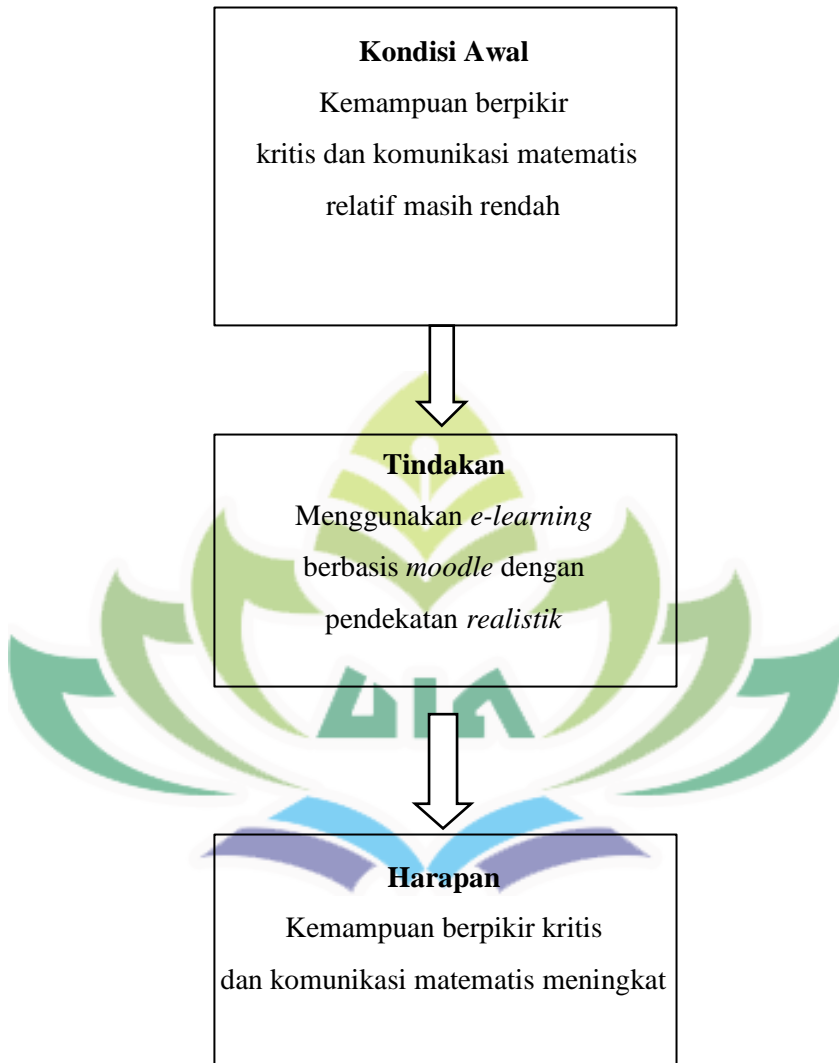 Kondisi Awal
Kemampuan berpikir
kritis dan komunikasi matematis
relatif masih rendah
Tindakan
Menggunakan e-learning
berbasis moodle dengan
pendekatan realistik
Harapan
Kemampuan berpikir kritis
dan komunikasi matematis meningkat